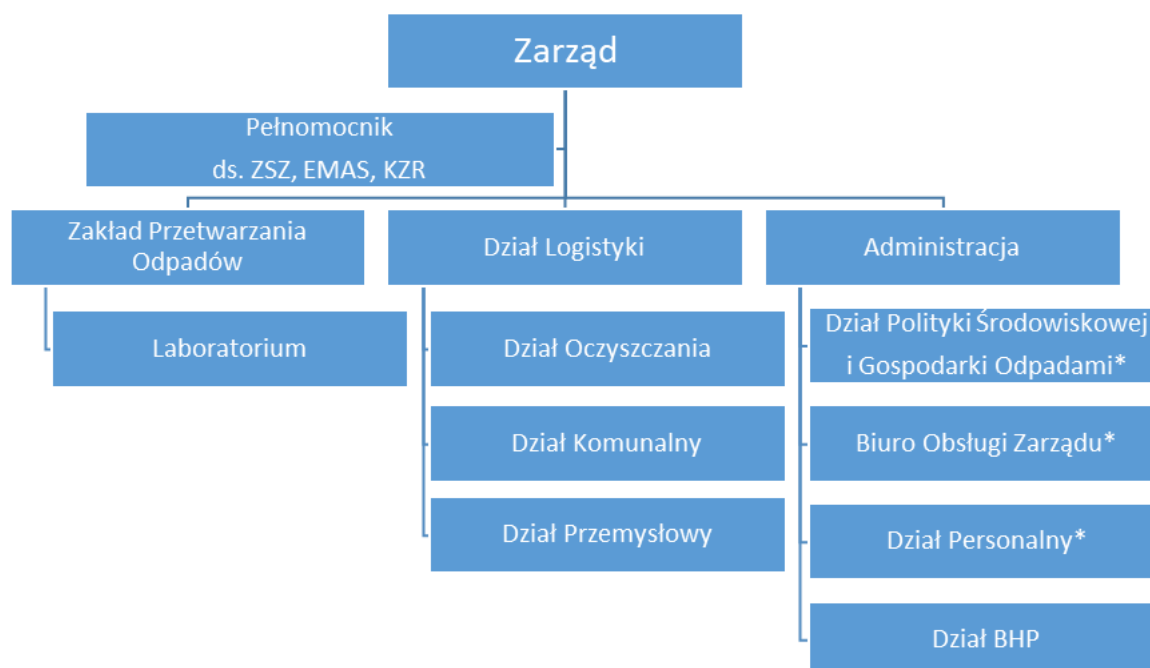 Zarząd
Pełnomocnik
ds. ZSZ, EMAS, KZR
Zakład Przetwarzania
Odpadów
Laboratorium
Dział Logistyki
Dział Oczyszczania
Dział Komunalny
Dział Przemysłowy
Administracja
Dział Polityki Środowiskowej
i Gospodarki Odpadami*
Biuro Obsługi Zarządu*
Dział Personalny*
Dział BHP